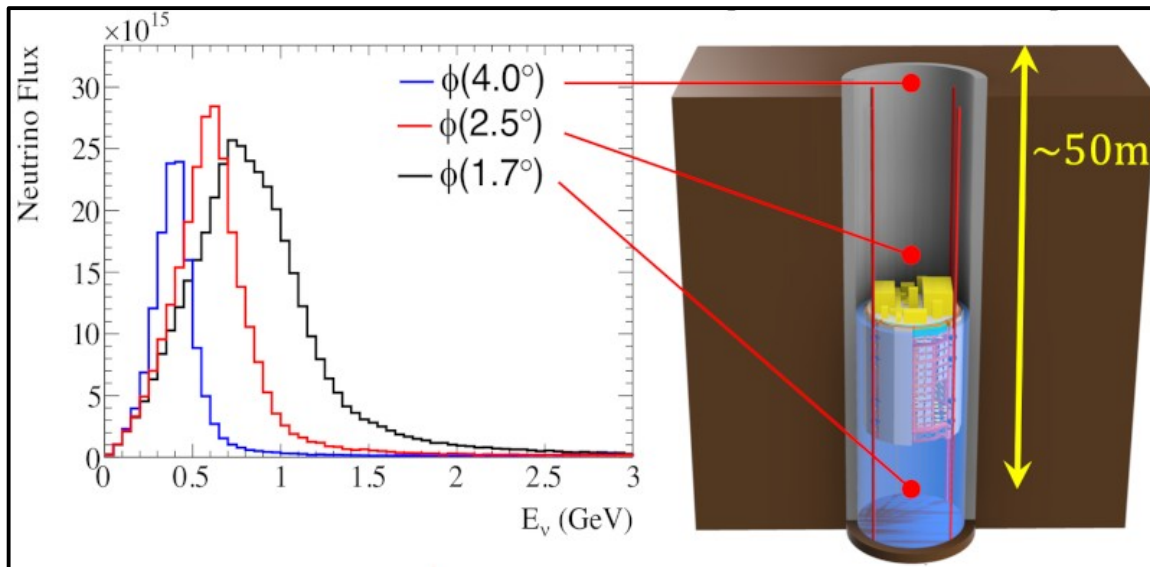 ×10¹⁵
Neutrino Flux
30
25
20
15
10
5
0
0 0.5 1 1.5 2 2.5 3
E_ν (GeV)
ϕ(4.0°)
ϕ(2.5°)
ϕ(1.7°)
~50m